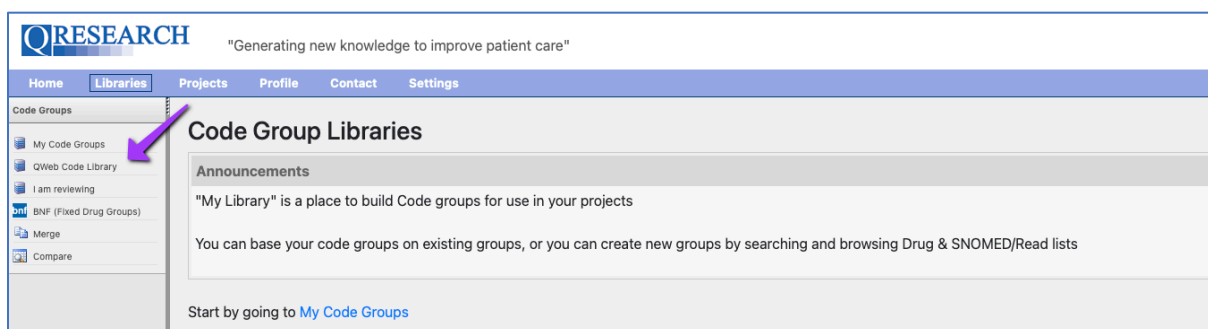 QRESEARCH
"Generating new knowledge to improve patient care"
Home Libraries Projects Profile Contact Settings
Code Groups
My Code Groups
QWeb Code Library
I am reviewing
bnf BNF (Fixed Drug Groups)
Merge
Compare
Code Group Libraries
Announcements
"My Library" is a place to build Code groups for use in your projects
You can base your code groups on existing groups, or you can create new groups by searching and browsing Drug & SNOMED/Read lists
Start by going to My Code Groups